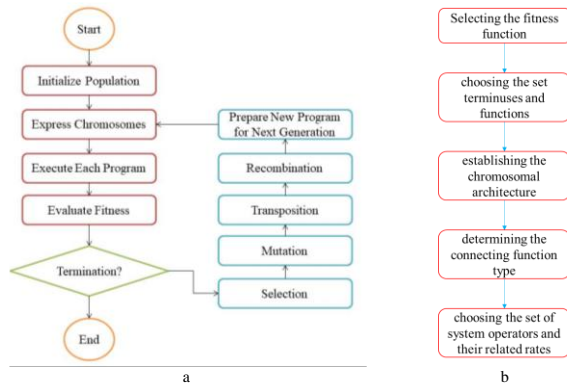 Start
Initialize Population
Express Chromosomes
Execute Each Program
Evaluate Fitness
Termination?
End
Prepare New Program
for Next Generation
Recombination
Transposition
Mutation
Selection
a
Selecting the fitness
function
choosing the set
terminuses and
functions
establishing the
chromosomal
architecture
determining the
connecting function
type
choosing the set of
system operators and
their related rates
b